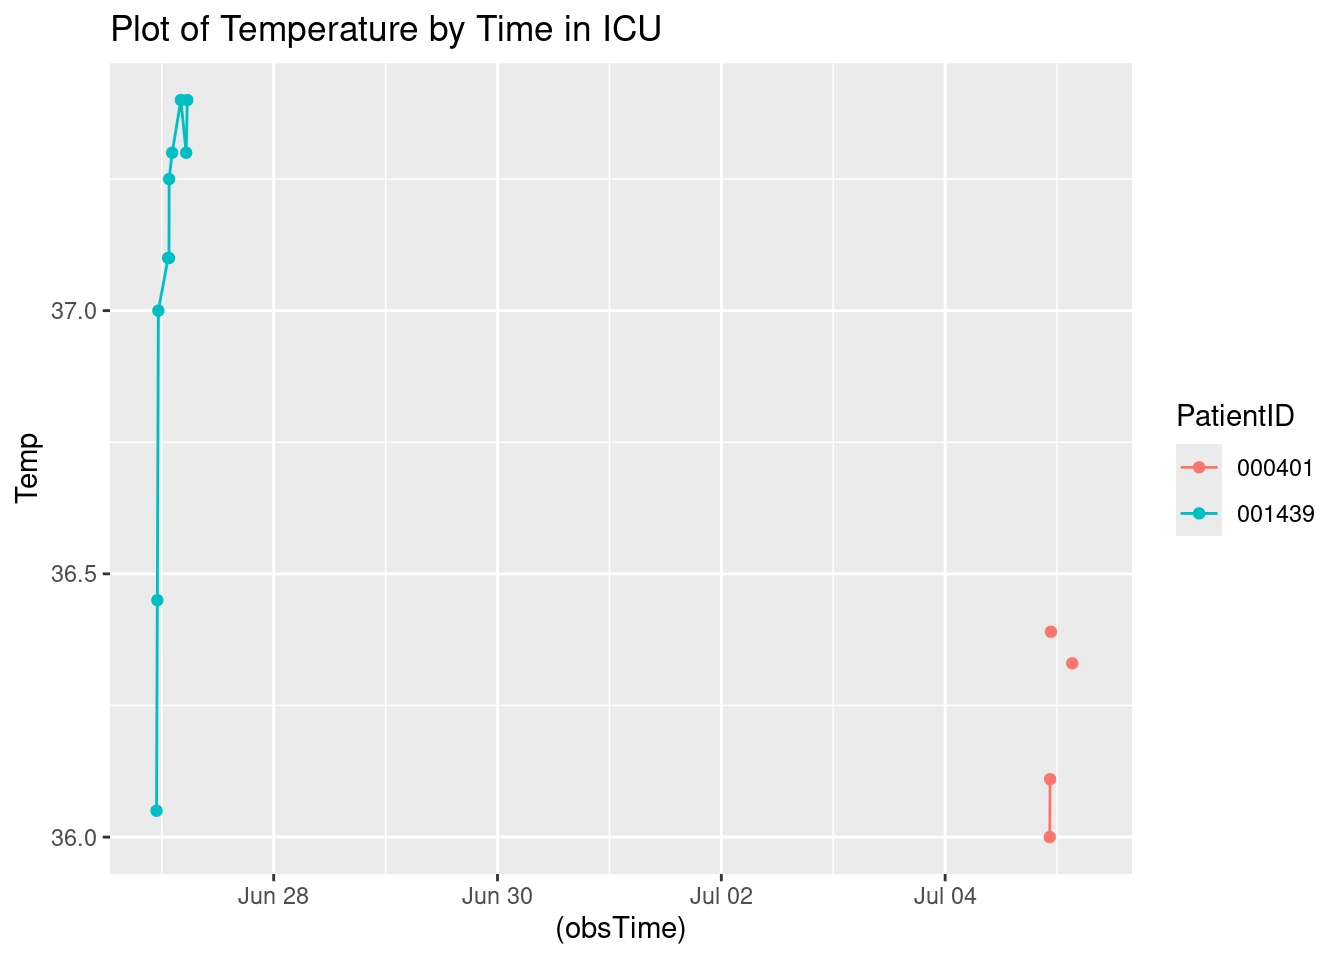 Plot of Temperature by Time in ICU
Temp
37.0
36.5
36.0
Jun 28
Jun 30
Jul 02
Jul 04
(obsTime)
PatientID
000401
001439